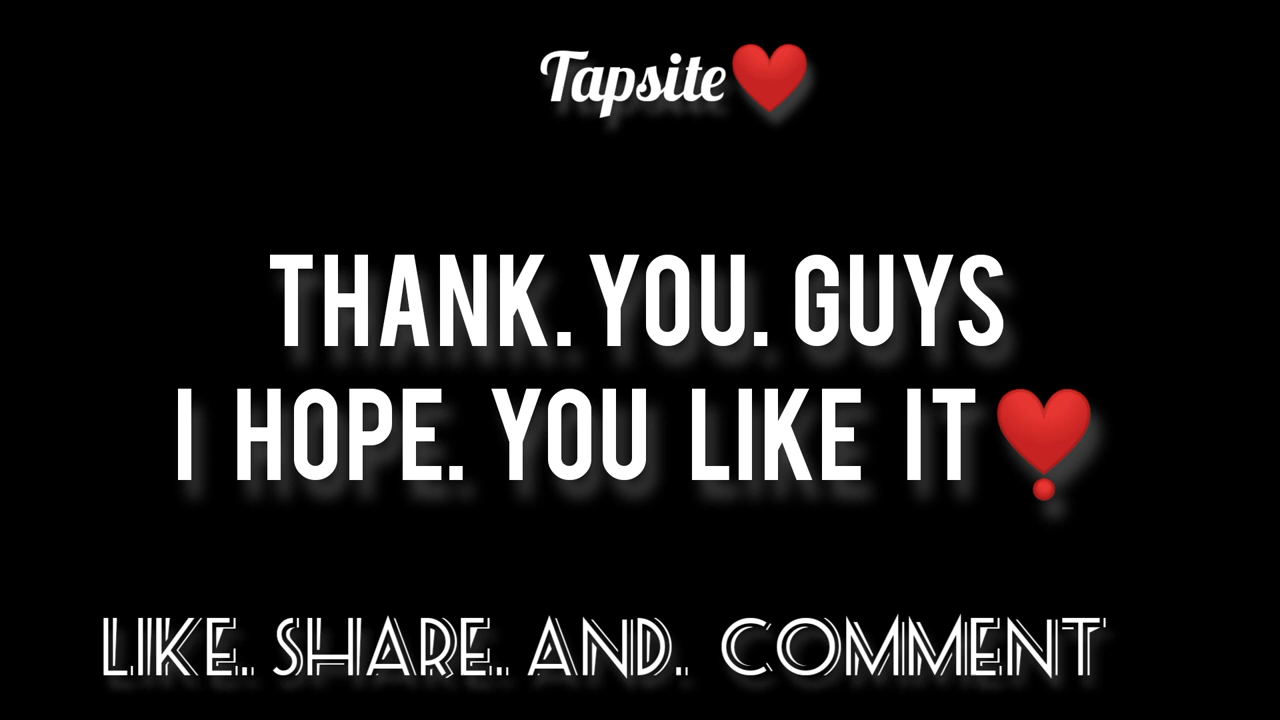 Tapsite❤️
THANK. YOU. GUYS
I HOPE. YOU LIKE IT❣️
LIKE. SHARE. AND. COMMENT